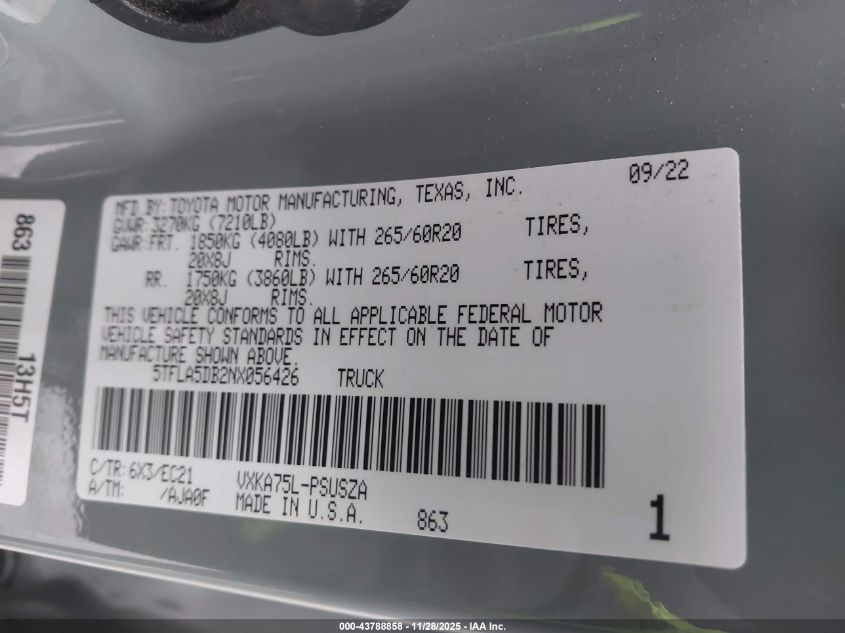 MFD BY: TOYOTA MOTOR MANUFACTURING, TEXAS, INC. 09/22
GVWR: 3270KG (7210LB)
GAWR: FRT. 1850KG (4080LB) WITH 265/60R20 TIRES,
20X8J RIMS.
RR. 1750KG (3860LB) WITH 265/60R20 TIRES,
20X8J RIMS.
THIS VEHICLE CONFORMS TO ALL APPLICABLE FEDERAL MOTOR
VEHICLE SAFETY STANDARDS IN EFFECT ON THE DATE OF
MANUFACTURE SHOWN ABOVE.
5TFLA5DB2NX056426 TRUCK
C/TR: 6X3/EC21 VXKA75L-PSUSZA
A/TM: /AJA0F MADE IN U.S.A. 863 1
863
13H5T
000-43788858 - 11/28/2025 - IAA, Inc.